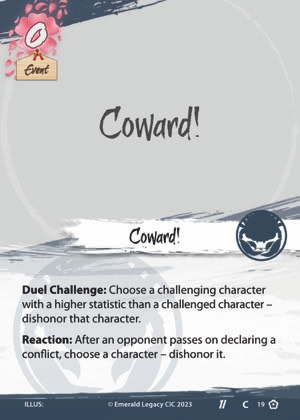 0
Event
Coward!
Coward!
Duel Challenge: Choose a challenging character
with a higher statistic than a challenged character –
dishonor that character.
Reaction: After an opponent passes on declaring a
conflict, choose a character – dishonor it.
ILLUS: © Emerald Legacy CIC 2023 C 19